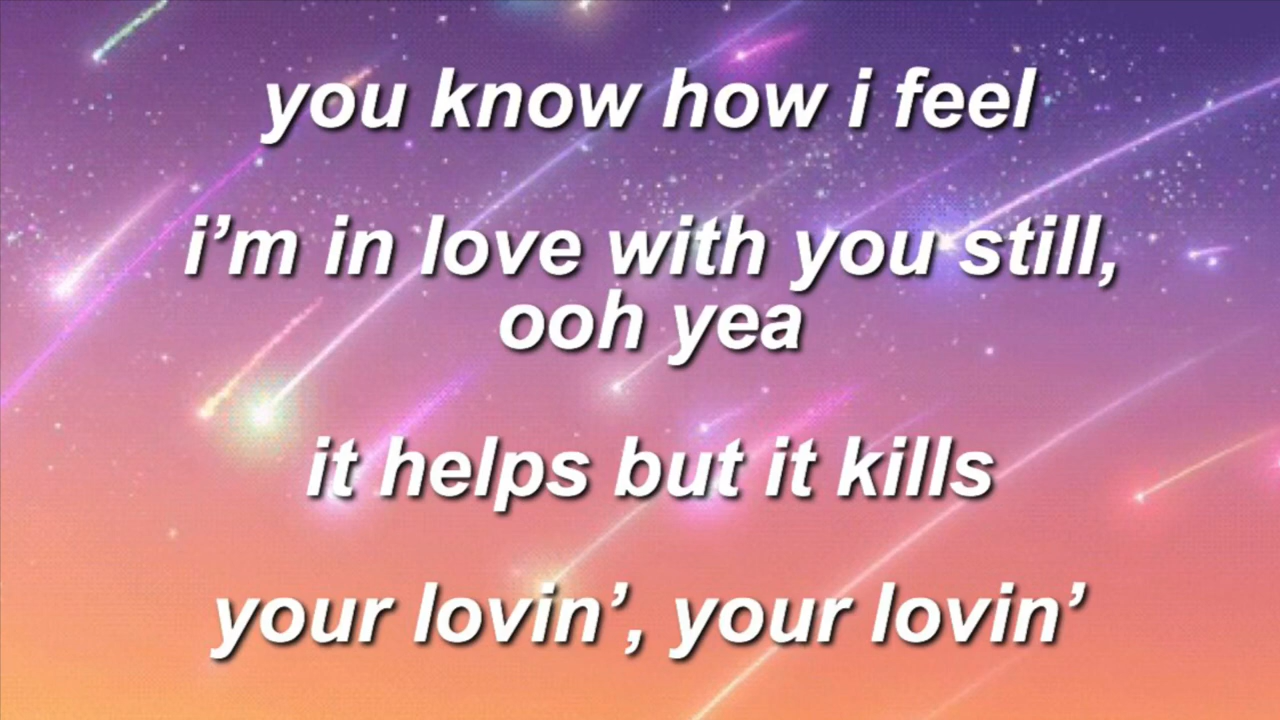 you know how i feel
i’m in love with you still,
ooh yea
it helps but it kills
your lovin’, your lovin’